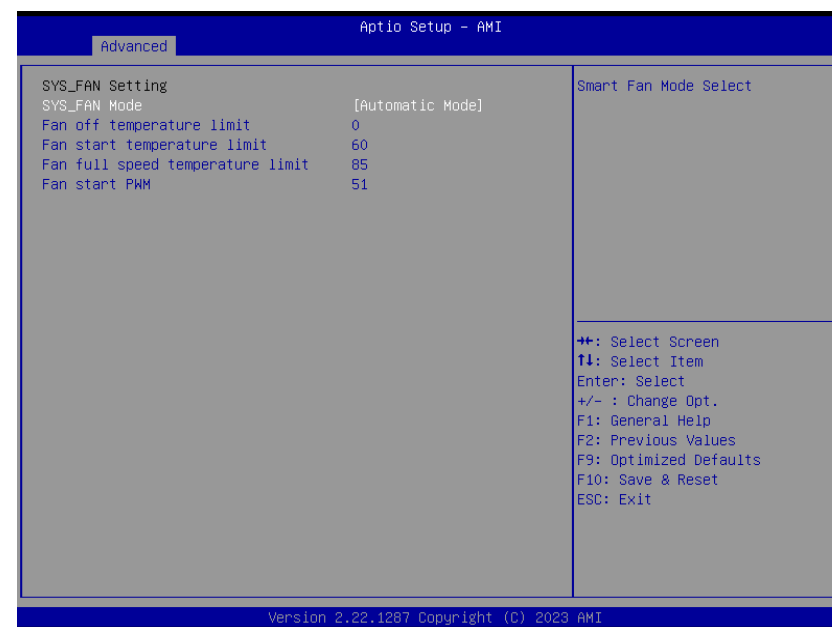 Aptio Setup – AMI
Advanced
SYS_FAN Setting
SYS_FAN Mode [Automatic Mode]
Fan off temperature limit 0
Fan start temperature limit 60
Fan full speed temperature limit 85
Fan start PWM 51
Smart Fan Mode Select
→←: Select Screen
↑↓: Select Item
Enter: Select
+/- : Change Opt.
F1: General Help
F2: Previous Values
F9: Optimized Defaults
F10: Save & Reset
ESC: Exit
Version 2.22.1287 Copyright (C) 2023 AMI